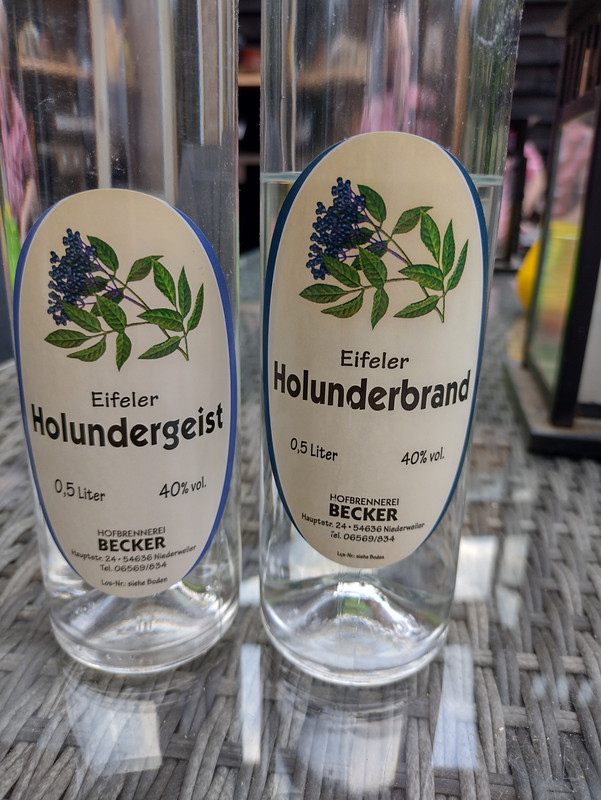 Eifeler
Holundergeist
0,5 Liter 40% vol.
HOFBRENNEREI
BECKER
Hauptstr. 24 • 54636 Niederweiler
Tel. 06569/834
Los-Nr.: siehe Boden
Eifeler
Holunderbrand
0,5 Liter 40% vol.
HOFBRENNEREI
BECKER
Hauptstr. 24 • 54636 Niederweiler
Tel. 06569/834
Los-Nr.: siehe Boden